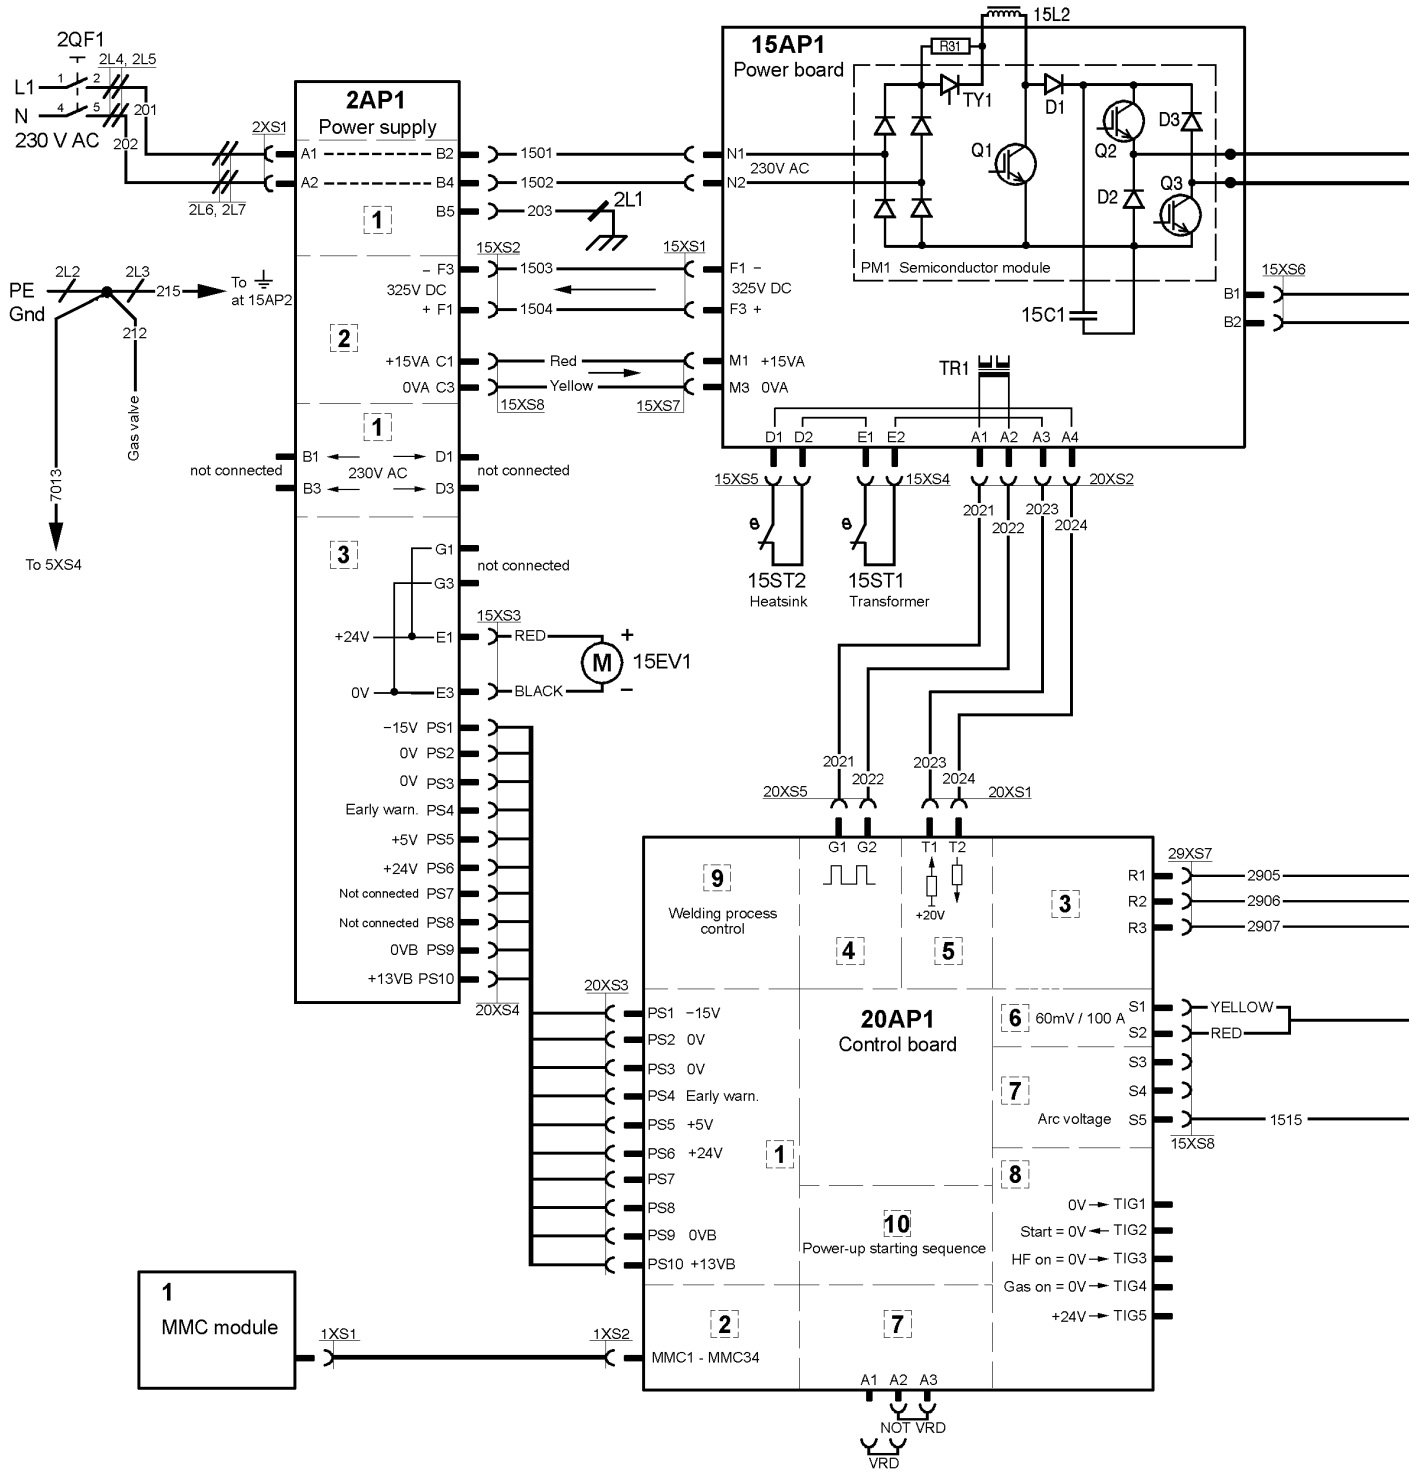 2QF1
2L4, 2L5
L1
1
2
N
4
5
201
202
230 V AC
2XS1
2L6, 2L7
2AP1
Power supply
A1
B2
A2
B4
B5
1
1501
1502
203
2L1
15XS2
15XS1
− F3
1503
325V DC
+ F1
1504
2
+15VA C1
Red
0VA C3
Yellow
15XS8
15XS7
PE
Gnd
2L2
2L3
215
To
at 15AP2
212
Gas valve
7013
To 5XS4
1
B1
D1
not connected
230V AC
not connected
B3
D3
3
G1
not connected
G3
15XS3
+24V
E1
RED
+
M
15EV1
0V
E3
BLACK
−
−15V PS1
0V PS2
0V PS3
Early warn. PS4
+5V PS5
+24V PS6
Not connected PS7
Not connected PS8
0VB PS9
+13VB PS10
20XS4
15L2
15AP1
Power board
R31
TY1
D1
Q1
Q2
D3
D2
Q3
N1
230V AC
N2
PM1 Semiconductor module
F1 −
325V DC
F3 +
15C1
15XS6
B1
B2
M1 +15VA
M3 0VA
TR1
D1
D2
E1
E2
A1
A2
A3
A4
15XS5
15XS4
20XS2
2021
2022
2023
2024
θ
θ
15ST2
Heatsink
15ST1
Transformer
2021
2022
2023
2024
20XS5
20XS1
G1
G2
T1
T2
+20V
9
Welding process
control
4
5
3
29XS7
R1
2905
R2
2906
R3
2907
20XS3
20AP1
Control board
6
60mV / 100 A
S1
YELLOW
S2
RED
S3
7
S4
Arc voltage
S5
1515
15XS8
PS1 −15V
PS2 0V
PS3 0V
PS4 Early warn.
PS5 +5V
PS6 +24V
PS7
PS8
PS9 0VB
PS10 +13VB
1
8
10
Power-up starting sequence
0V
TIG1
Start = 0V
TIG2
HF on = 0V
TIG3
Gas on = 0V
TIG4
+24V
TIG5
1
MMC module
1XS1
1XS2
2
MMC1 - MMC34
7
A1
A2
A3
NOT VRD
VRD